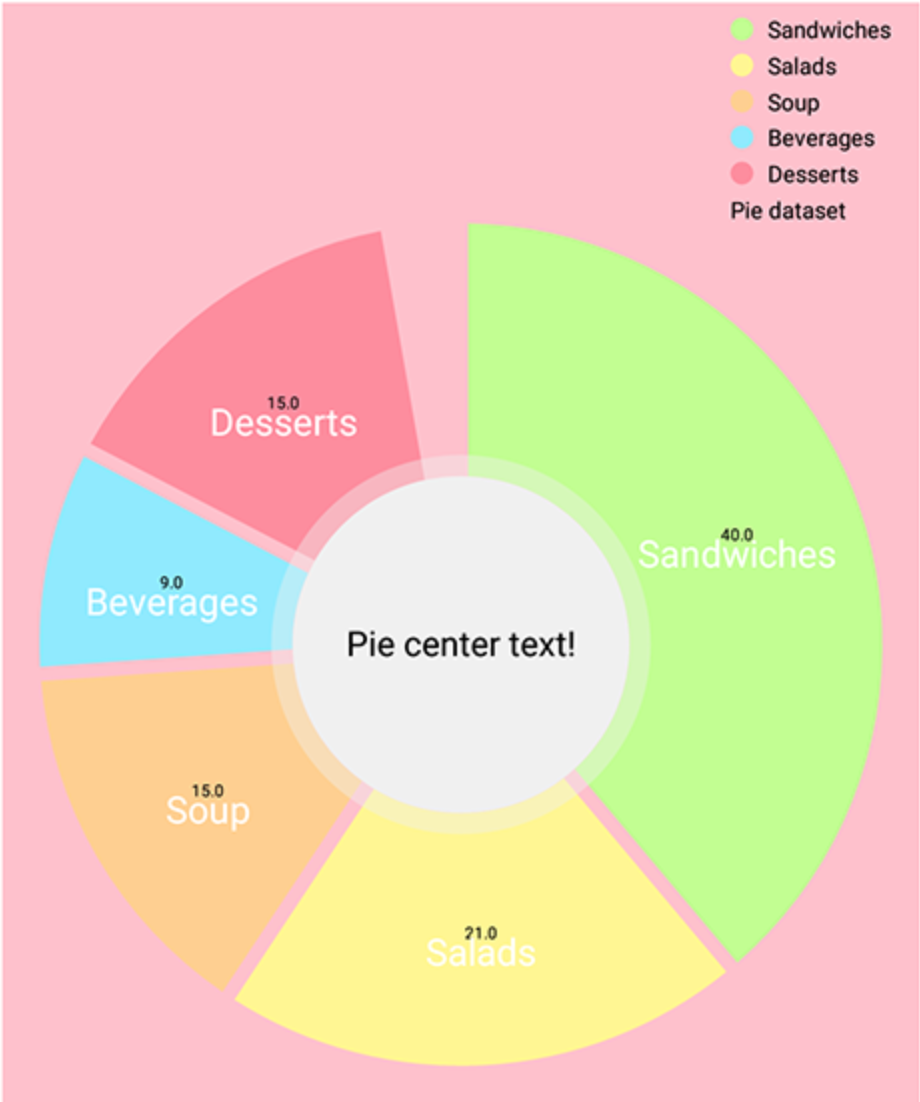 Sandwiches
Salads
Soup
Beverages
Desserts
Pie dataset
15.0
Desserts
40.0
Sandwiches
9.0
Beverages
Pie center text!
15.0
Soup
21.0
Salads